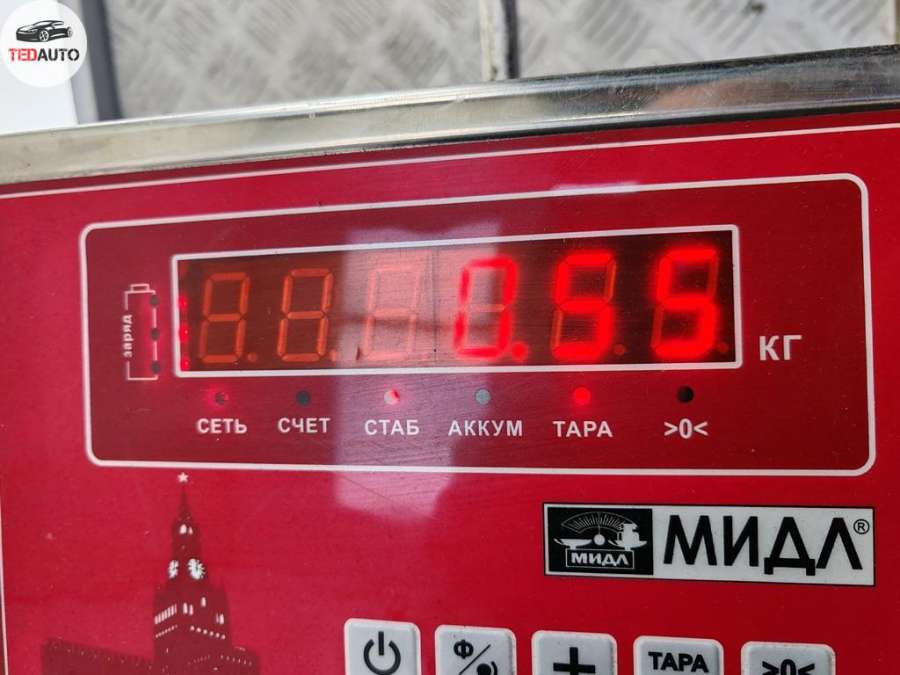 TEDAUTO
заряд
0.55
КГ
СЕТЬ СЧЕТ СТАБ АККУМ ТАРА >0<
МИДЛ
МИДЛ®
Ф
+
ТАРА
>0<